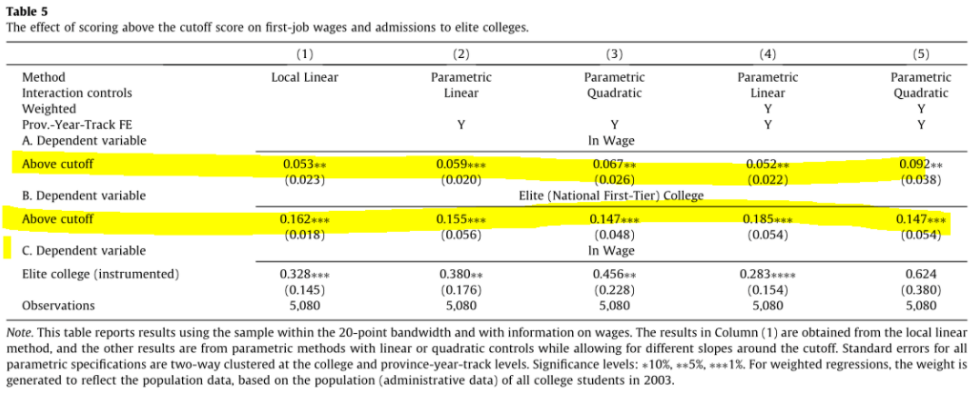 Table 5
The effect of scoring above the cutoff score on first-job wages and admissions to elite colleges.
(1) (2) (3) (4) (5)
Method Local Linear Parametric Parametric Parametric Parametric
Interaction controls Linear Quadratic Linear Quadratic
Weighted Y Y
Prov.-Year-Track FE Y Y Y Y
A. Dependent variable ln Wage
Above cutoff 0.053** 0.059*** 0.067** 0.052** 0.092**
(0.023) (0.020) (0.026) (0.022) (0.038)
B. Dependent variable Elite (National First-Tier) College
Above cutoff 0.162*** 0.155*** 0.147*** 0.185*** 0.147***
(0.018) (0.056) (0.048) (0.054) (0.054)
C. Dependent variable ln Wage
Elite college (instrumented) 0.328*** 0.380** 0.456** 0.283**** 0.624
(0.145) (0.176) (0.228) (0.154) (0.380)
Observations 5,080 5,080 5,080 5,080 5,080
Note. This table reports results using the sample within the 20-point bandwidth and with information on wages. The results in Column (1) are obtained from the local linear
method, and the other results are from parametric methods with linear or quadratic controls while allowing for different slopes around the cutoff. Standard errors for all
parametric specifications are two-way clustered at the college and province-year-track levels. Significance levels: *10%, **5%, ***1%. For weighted regressions, the weight is
generated to reflect the population data, based on the population (administrative data) of all college students in 2003.